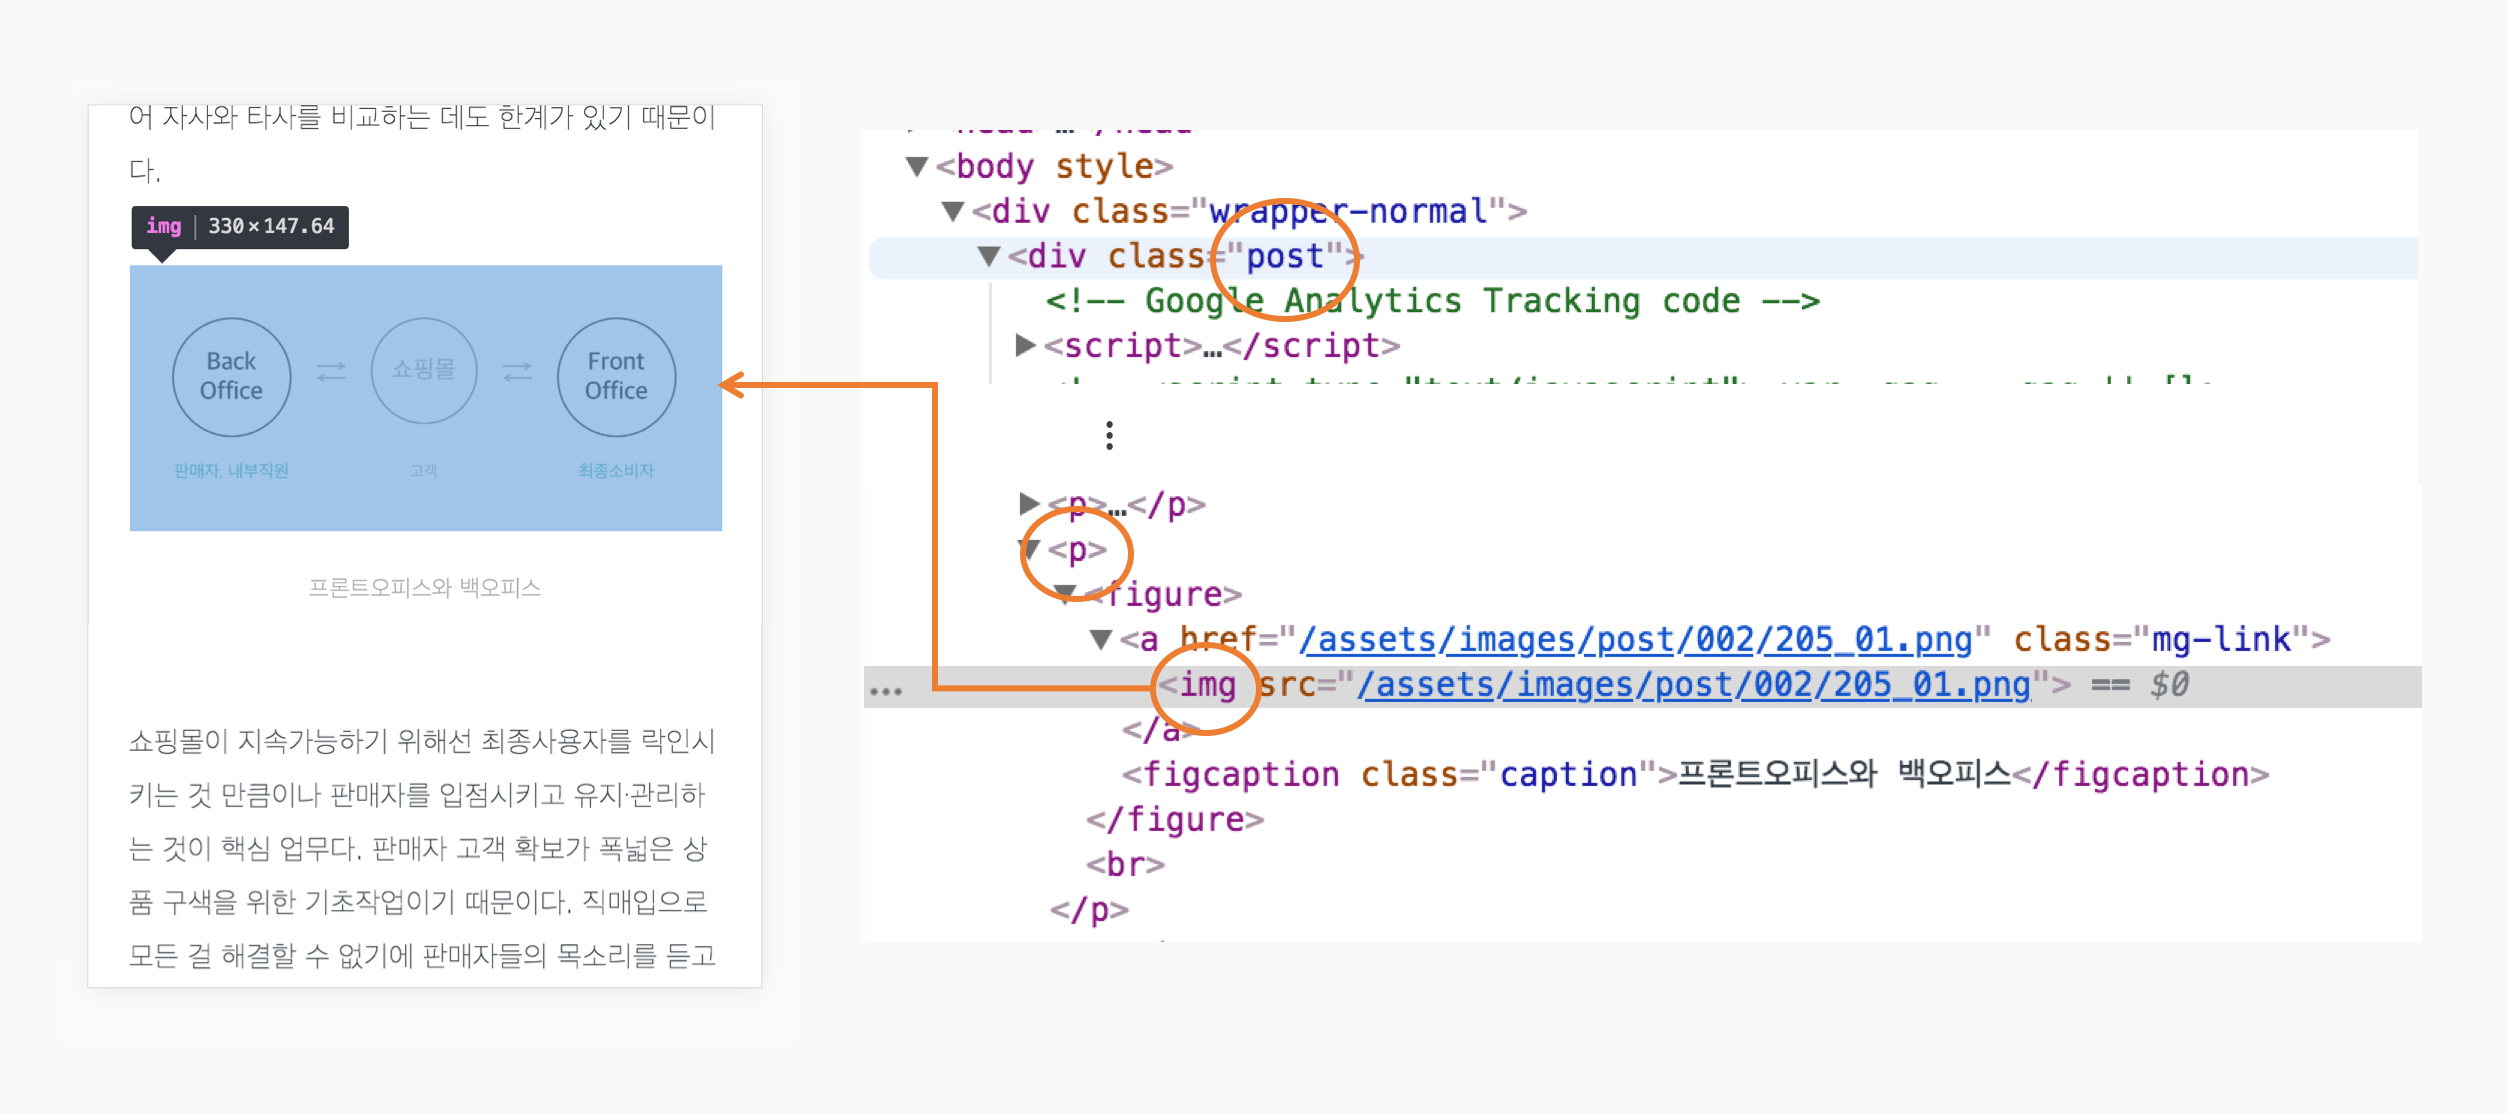 어 자사와 타사를 비교하는 데도 한계가 있기 때문이
다.
img 330×147.64
Back
Office
쇼핑몰
Front
Office
판매자, 내부직원
고객
최종소비자
프론트오피스와 백오피스
쇼핑몰이 지속가능하기 위해선 최종사용자를 락인시
키는 것 만큼이나 판매자를 입점시키고 유지·관리하
는 것이 핵심 업무다. 판매자 고객 확보가 폭넓은 상
품 구색을 위한 기초작업이기 때문이다. 직매입으로
모든 걸 해결할 수 없기에 판매자들의 목소리를 듣고
<body style>
<div class="wrapper-normal">
<div class="post">
<!-- Google Analytics Tracking code -->
<script>…</script>
<p>…</p>
<p>
<figure>
<a href="/assets/images/post/002/205_01.png" class="mg-link">
<img src="/assets/images/post/002/205_01.png"> == $0
</a>
<figcaption class="caption">프론트오피스와 백오피스</figcaption>
</figure>
<br>
</p>